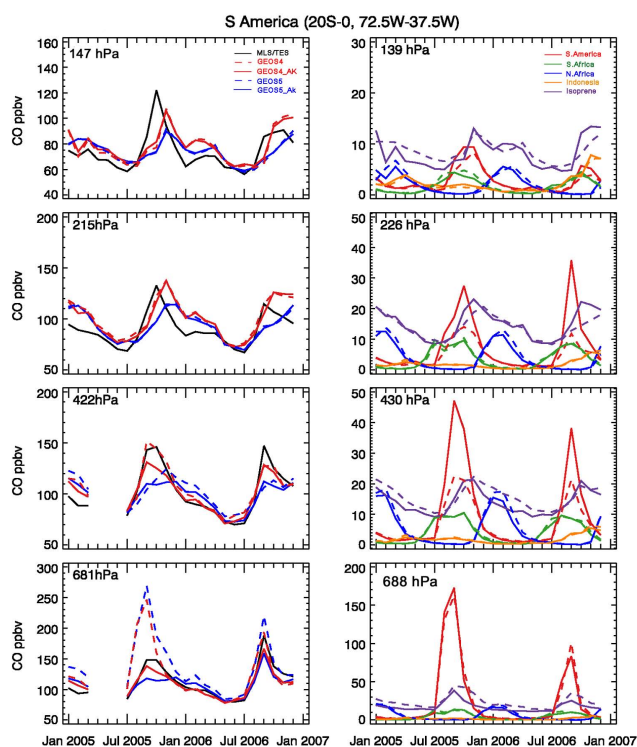 S America (20S-0, 72.5W-37.5W)
147 hPa
MLS/TES
GEOS4
GEOS4_AK
GEOS5
GEOS5_Ak
CO ppbv
160
140
120
100
80
60
40
139 hPa
S.America
S.Africa
N.Africa
Indonesia
Isoprene
30
20
10
0
215hPa
CO ppbv
200
150
100
50
226 hPa
50
40
30
20
10
0
422hPa
CO ppbv
200
150
100
50
430 hPa
50
40
30
20
10
0
681hPa
CO ppbv
300
250
200
150
100
50
688 hPa
200
150
100
50
0
Jan 2005 Jul 2005 Jan 2006 Jul 2006 Jan 2007
Jan 2005 Jul 2005 Jan 2006 Jul 2006 Jan 2007